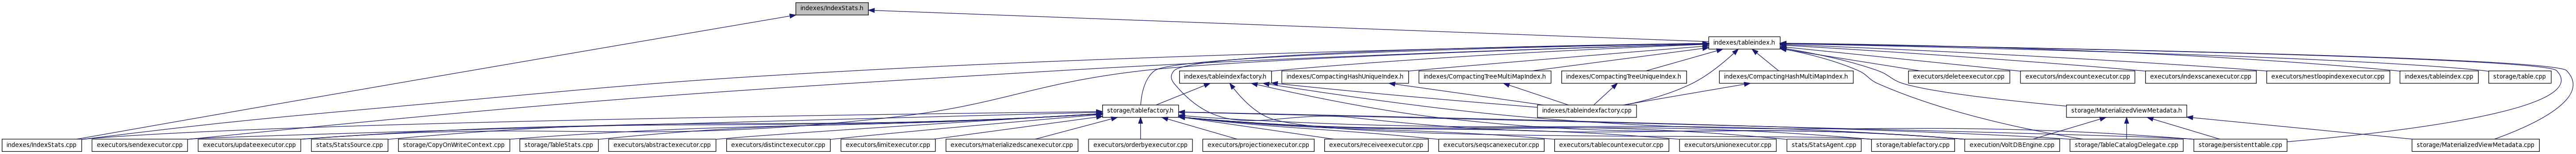 indexes/IndexStats.h
indexes/tableindex.h
indexes/tableindexfactory.h
indexes/CompactingHashUniqueIndex.h
indexes/CompactingTreeMultiMapIndex.h
indexes/CompactingTreeUniqueIndex.h
indexes/CompactingHashMultiMapIndex.h
executors/deleteexecutor.cpp
executors/indexcountexecutor.cpp
executors/indexscanexecutor.cpp
executors/nestloopindexexecutor.cpp
indexes/tableindex.cpp
storage/table.cpp
storage/tablefactory.h
indexes/tableindexfactory.cpp
storage/MaterializedViewMetadata.h
indexes/IndexStats.cpp
executors/sendexecutor.cpp
executors/updateexecutor.cpp
stats/StatsSource.cpp
storage/CopyOnWriteContext.cpp
storage/TableStats.cpp
executors/abstractexecutor.cpp
executors/distinctexecutor.cpp
executors/limitexecutor.cpp
executors/materializedscanexecutor.cpp
executors/orderbyexecutor.cpp
executors/projectionexecutor.cpp
executors/receiveexecutor.cpp
executors/seqscanexecutor.cpp
executors/tablecountexecutor.cpp
executors/unionexecutor.cpp
stats/StatsAgent.cpp
storage/tablefactory.cpp
execution/VoltDBEngine.cpp
storage/TableCatalogDelegate.cpp
storage/persistenttable.cpp
storage/MaterializedViewMetadata.cpp